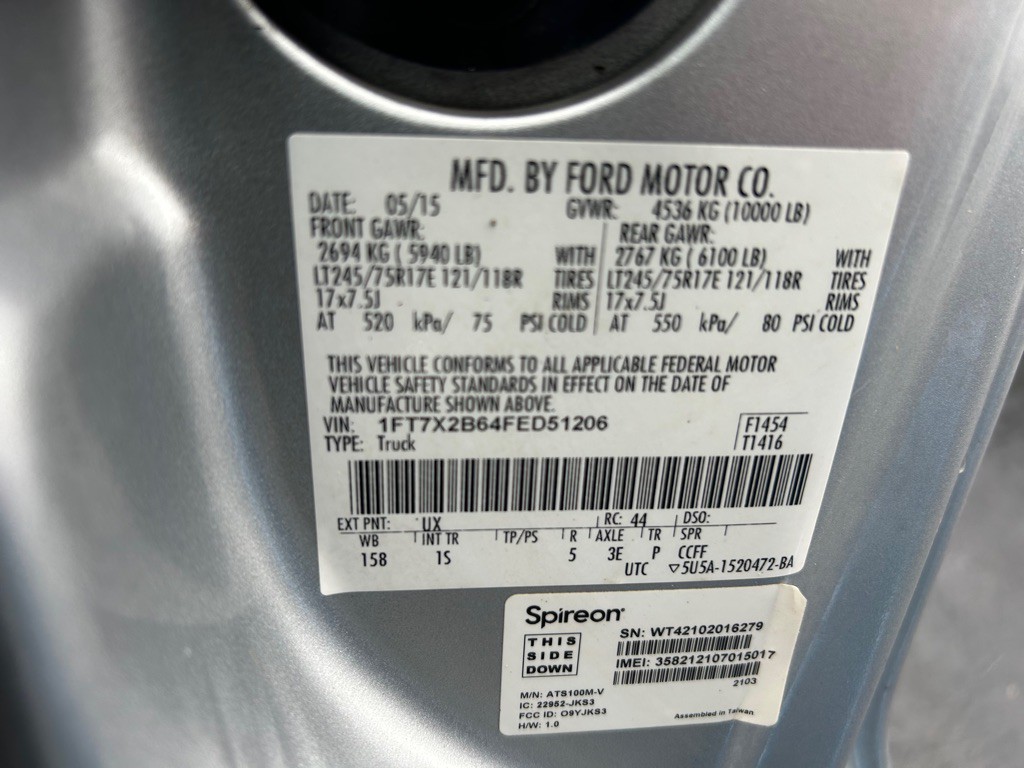 MFD. BY FORD MOTOR CO.
DATE: 05/15 GVWR: 4536 KG (10000 LB)
FRONT GAWR: REAR GAWR:
2694 KG ( 5940 LB) WITH 2767 KG ( 6100 LB) WITH
LT245/75R17E 121/118R TIRES LT245/75R17E 121/118R TIRES
17x7.5J RIMS 17x7.5J RIMS
AT 520 kPa/ 75 PSI COLD AT 550 kPa/ 80 PSI COLD
THIS VEHICLE CONFORMS TO ALL APPLICABLE FEDERAL MOTOR
VEHICLE SAFETY STANDARDS IN EFFECT ON THE DATE OF
MANUFACTURE SHOWN ABOVE.
VIN: 1FT7X2B64FED51206 F1454
TYPE: Truck T1416
EXT PNT: UX RC: 44 DSO:
WB INT TR TP/PS R AXLE TR SPR
158 1S 5 3E P CCFF
UTC ▽5U5A-1520472-BA
Spireon
THIS
SIDE
DOWN
SN: WT42102016279
IMEI: 358212107015017
2103
M/N: ATS100M-V
IC: 22952-JKS3
FCC ID: O9YJKS3
H/W: 1.0
Assembled in Taiwan